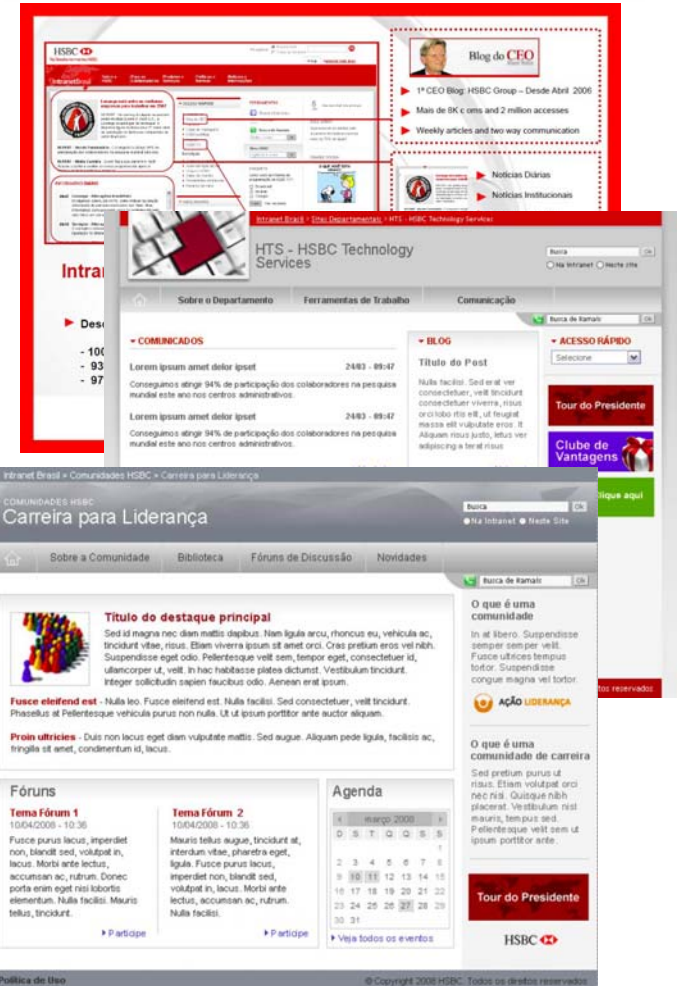 HSBC
IntranetBrasil
Blog do CEO
1º CEO Blog: HSBC Group – Desde Abril 2006
Mais de 8K coms and 2 million accesses
Weekly articles and two way communication
Notícias Diárias
Notícias Institucionais
Intra
Desc
- 100
- 93
- 97
Intranet Brasil > Sites Departamentais > HTS - HSBC Technology Services
HTS - HSBC Technology
Services
Busca Ok
Na Intranet Neste site
Sobre o Departamento Ferramentas de Trabalho Comunicação
Busca de Ramais Ok
COMUNICADOS
Lorem ipsum amet delor ipset 24/03 - 09:47
Conseguimos atingir 94% de participação dos colaboradores na pesquisa
mundial este ano nos centros administrativos.
Lorem ipsum amet delor ipset 24/03 - 09:47
Conseguimos atingir 94% de participação dos colaboradores na pesquisa
mundial este ano nos centros administrativos.
BLOG
Título do Post
Nulla facilisi. Sed erat ver
consectetuer, velit tincidunt
consectetuer viverra, risus
orci lobo rtis elit, ut feugiat
massa elit vulputate eros. It
Aliquam risus justo, letus ver
adipiscing a terat risus
ACESSO RÁPIDO
Selecione
Tour do Presidente
Clube de
Vantagens
lique aqui
tos reservados
Intranet Brasil » Comunidades HSBC » Carreira para Liderança
COMUNIDADES HSBC
Carreira para Liderança
Busca Ok
Na Intranet Neste Site
Sobre a Comunidade Biblioteca Fóruns de Discussão Novidades
Busca de Ramais Ok
Título do destaque principal
Sed id magna nec diam mattis dapibus. Nam ligula arcu, rhoncus eu, vehicula ac,
tincidunt vitae, risus. Etiam viverra ipsum sit amet orci. Cras pretium eros vel nibh.
Suspendisse eget odio. Pellentesque velit sem, tempor eget, consectetuer id,
ullamcorper ut, velit. In hac habitasse platea dictumst. Vestibulum tincidunt.
Integer sollicitudin sapien faucibus odio. Aenean erat ipsum.
Fusce eleifend est - Nulla leo. Fusce eleifend est. Nulla facilisi. Sed consectetuer, velit tincidunt.
Phasellus at Pellentesque vehicula purus non nulla. Ut ut ipsum porttitor ante auctor aliquam.
Proin ultricies - Duis non lacus eget diam vulputate mattis. Sed augue. Aliquam pede ligula, facilisis ac,
fringilla sit amet, condimentum id, lacus.
O que é uma
comunidade
In at libero. Suspendisse
semper semper velit.
Fusce ultrices tempus
tortor. Suspendisse
congue magna vel tortor.
AÇÃO LIDERANÇA
O que é uma
comunidade de carreira
Sed pretium purus ut
risus. Etiam volutpat orci
nec nisi. Quisque nibh
placerat. Vestibulum nisl
mauris, tempus sed.
Pellentesque velit sem ut
ipsum porttitor ante.
Tour do Presidente
HSBC
Fóruns
Tema Fórum 1
10/04/2008 - 10:36
Fusce purus lacus, imperdiet
non, blandit sed, volutpat in,
lacus. Morbi ante lectus,
accumsan ac, rutrum. Donec
porta enim eget nisi lobortis
elementum. Nulla facilisi. Mauris
tellus, tincidunt.
Participe
Tema Fórum 2
10/04/2008 - 10:36
Mauris tellus augue, tincidunt at,
interdum vitae, pharetra eget,
ligula. Fusce purus lacus,
imperdiet non, blandit sed,
volutpat in, lacus. Morbi ante
lectus, accumsan ac, rutrum.
Nulla facilisi.
Participe
Agenda
março 2008
D S T Q Q S S
1
2 3 4 5 6 7 8
9 10 11 12 13 14 15
16 17 18 19 20 21 22
23 24 25 26 27 28 29
30 31
Veja todos os eventos
Política de Uso
© Copyright 2008 HSBC. Todos os direitos reservados